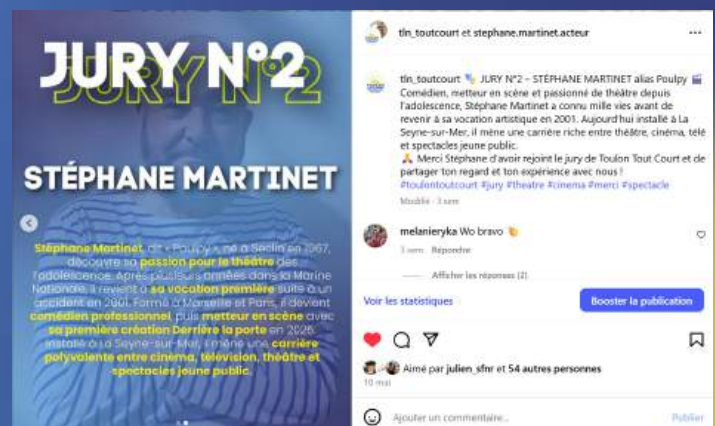 JURY N°2
JURY N°2
STÉPHANE MARTINET
Stéphane Martinet, dit « Poulpy », né à Seclin en 1967,
découvre sa passion pour le théâtre dès
l'adolescence. Après plusieurs années dans la Marine
Nationale, il revient à sa vocation première suite à un
accident en 2001. Formé à Marseille et Paris, il devient
comédien professionnel, puis metteur en scène avec
sa première création Derrière la porte en 2025.
Installé à La Seyne-sur-Mer, il mène une carrière
polyvalente entre cinéma, télévision, théâtre et
spectacles jeune public.
tln_toutcourt et stephane.martinet.acteur
tln_toutcourt 🏷️ JURY N°2 – STÉPHANE MARTINET alias Poulpy 🎬
Comédien, metteur en scène et passionné de théâtre depuis
l'adolescence, Stéphane Martinet a connu mille vies avant de
revenir à sa vocation artistique en 2001. Aujourd'hui installé à La
Seyne-sur-Mer, il mène une carrière riche entre théâtre, cinéma, télé
et spectacles jeune public.
🙏 Merci Stéphane d'avoir rejoint le jury de Toulon Tout Court et de
partager ton regard et ton expérience avec nous !
#toulontoutcourt #jury #theatre #cinema #merci #spectacle
Modifié · 3 sem
melanieryka Wo bravo 👏
3 sem Répondre
Afficher les réponses (2)
Voir les statistiques
Booster la publication
Aimé par julien_sfnr et 54 autres personnes
10 mai
Ajouter un commentaire...
Publier